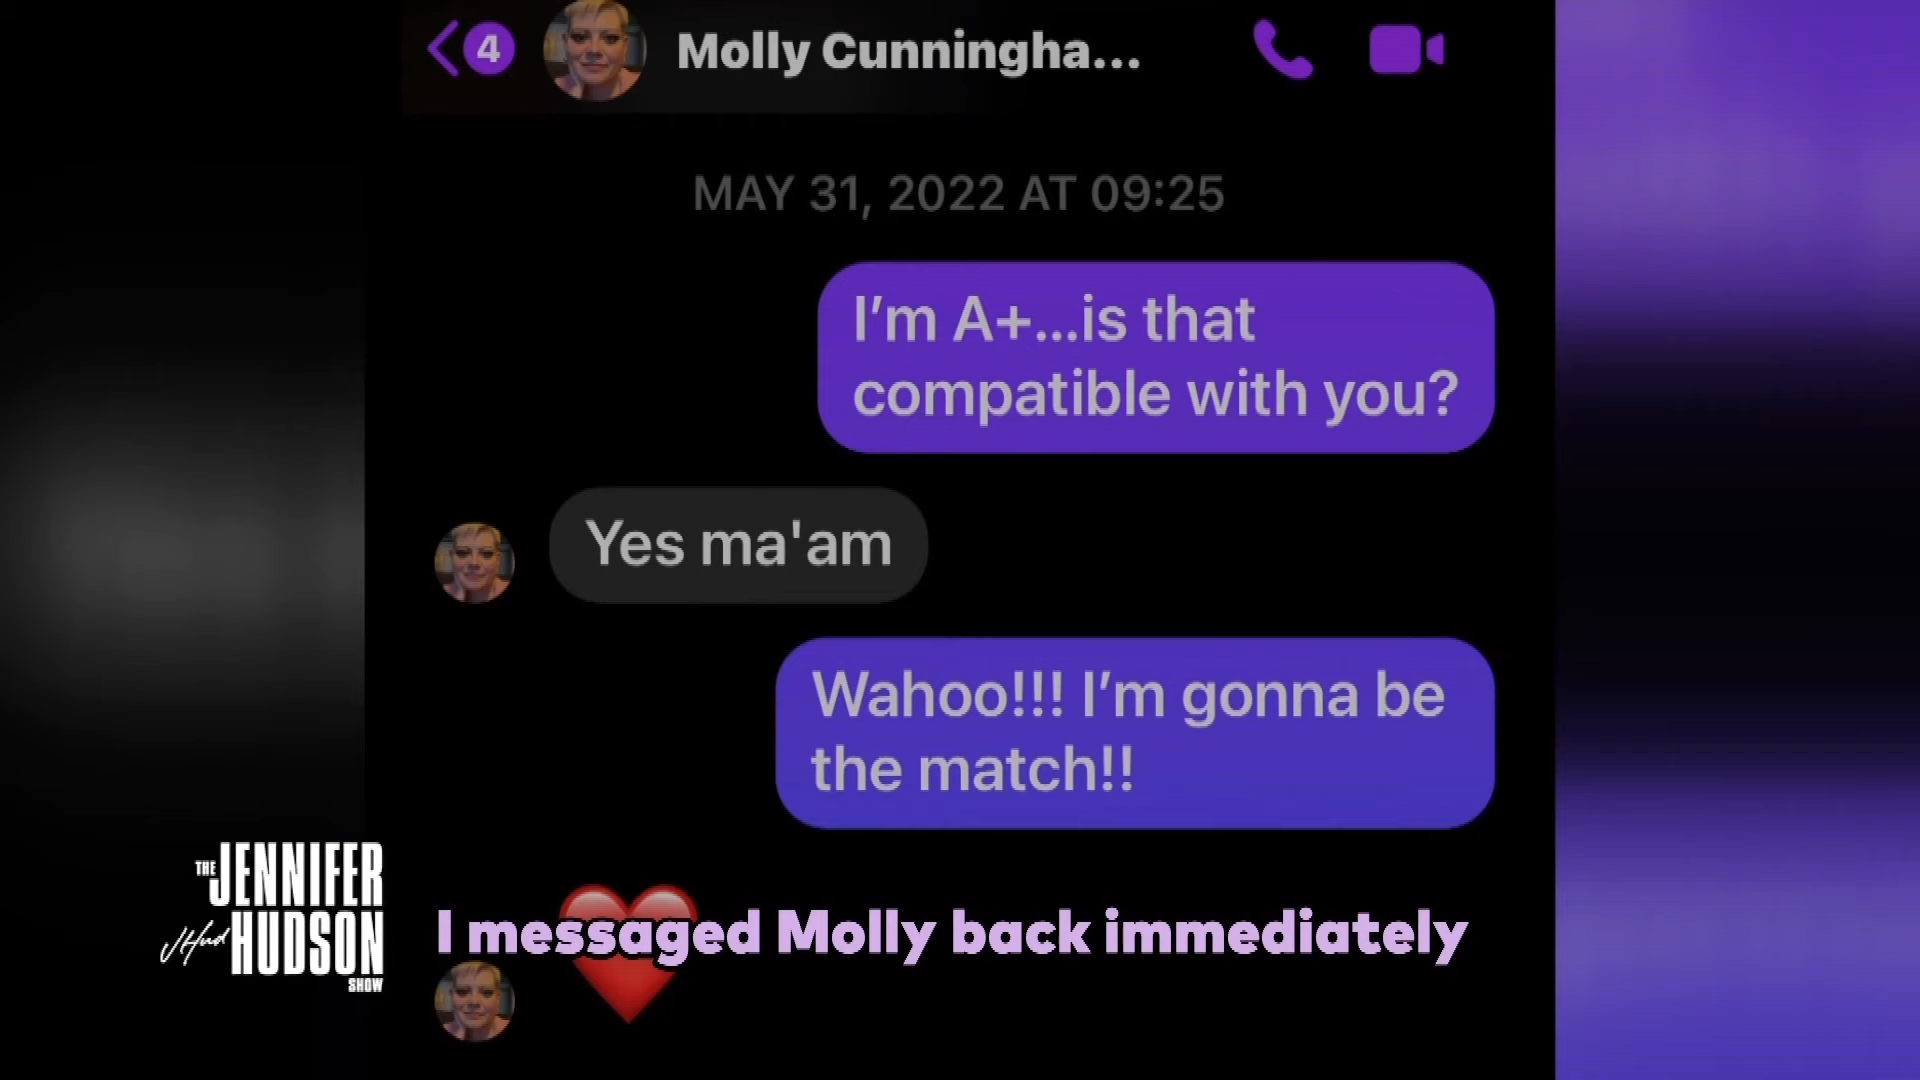 4
Molly Cunningha...
MAY 31, 2022 AT 09:25
I'm A+...is that
compatible with you?
Yes ma'am
Wahoo!!! I'm gonna be
the match!!
I messaged Molly back immediately
THE
JENNIFER
JHud HUDSON
SHOW